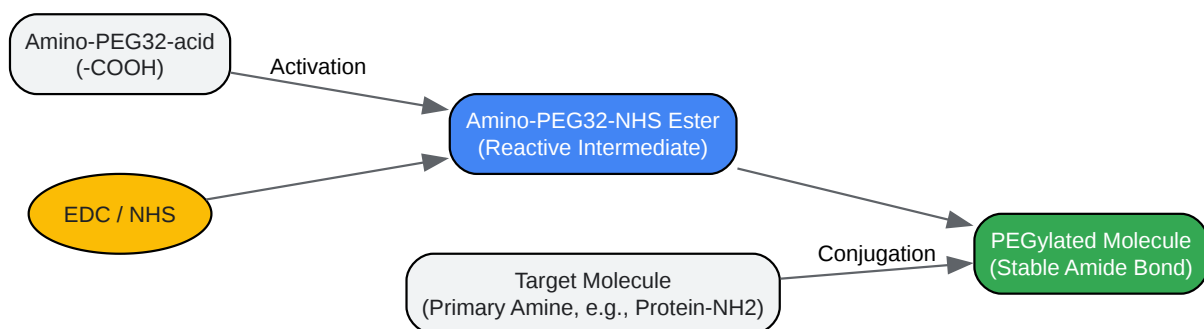 Amino-PEG32-acid
(-COOH)
Activation
Amino-PEG32-NHS Ester
(Reactive Intermediate)
EDC / NHS
PEGylated Molecule
(Stable Amide Bond)
Conjugation
Target Molecule
(Primary Amine, e.g., Protein-NH2)